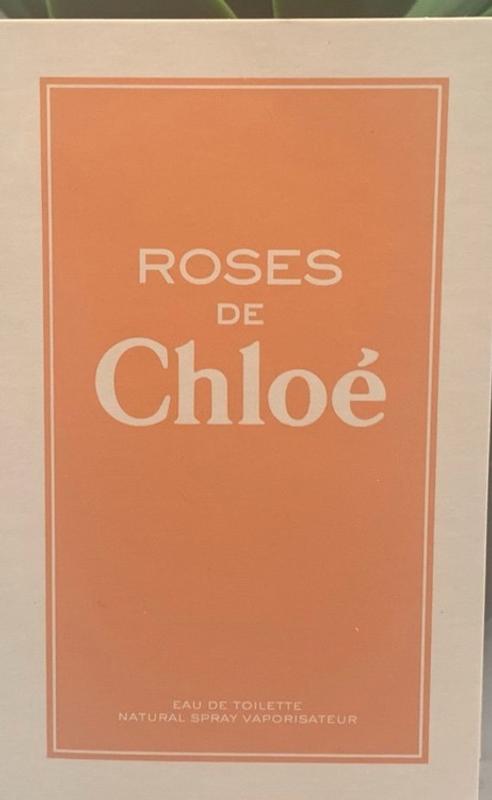 ROSES
DE
Chloé
EAU DE TOILETTE
NATURAL SPRAY VAPORISATEUR